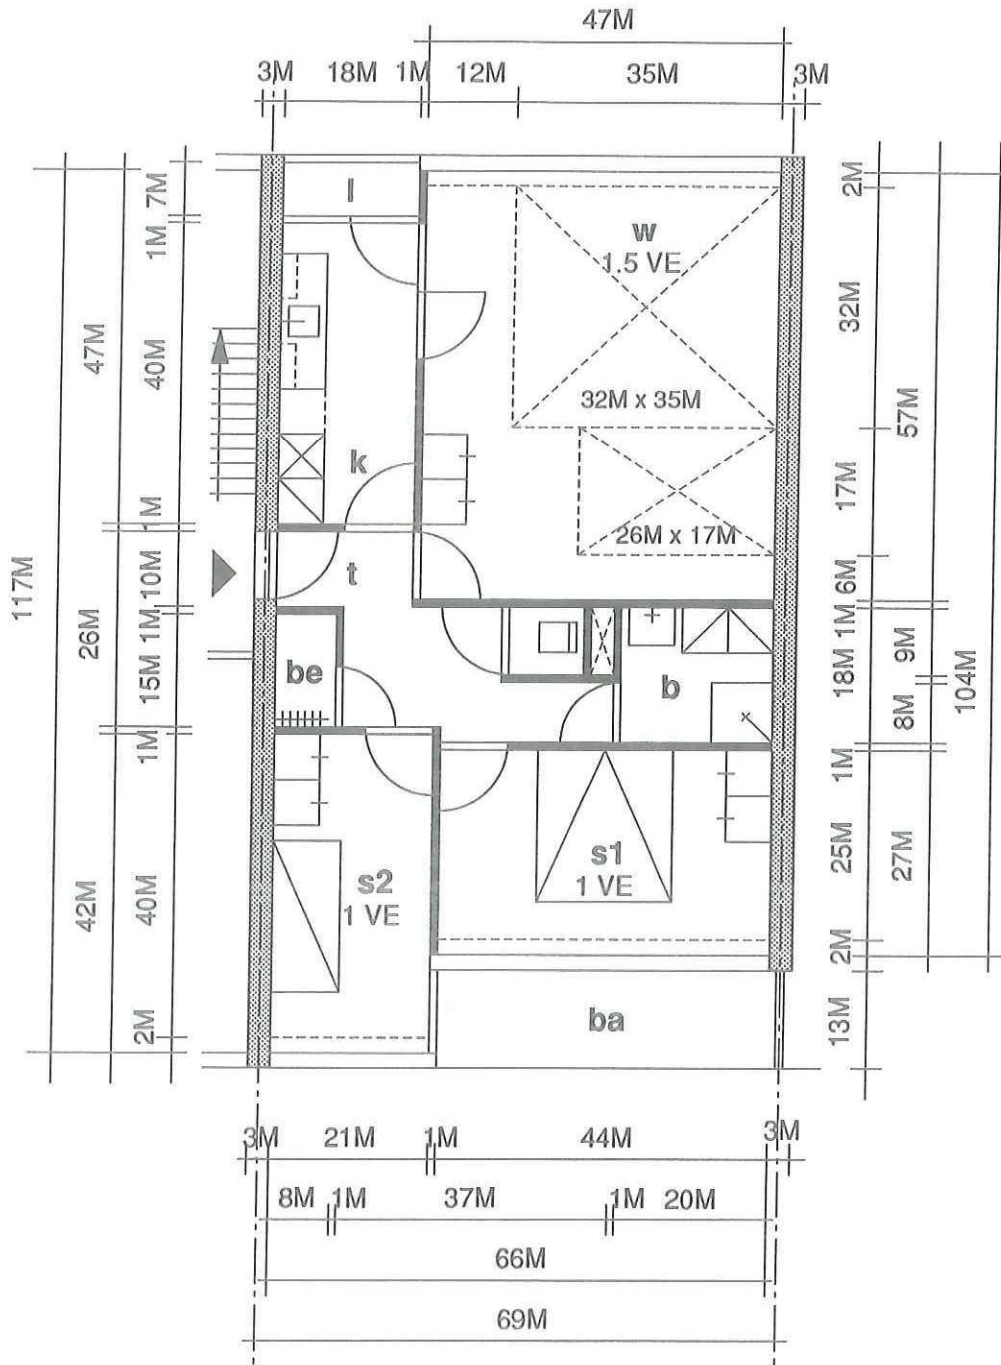 47M
3M 18M 1M 12M 35M 3M
l
w
1.5 VE
32M x 35M
k
26M x 17M
t
be
b
s1
1 VE
s2
1 VE
ba
117M
47M
26M
42M
7M
1M
40M
1M
10M
1M
15M
1M
40M
2M
2M
32M
17M
6M
1M
18M
1M
25M
2M
13M
57M
9M
8M
27M
104M
3M 21M 1M 44M 3M
8M 1M 37M 1M 20M
66M
69M